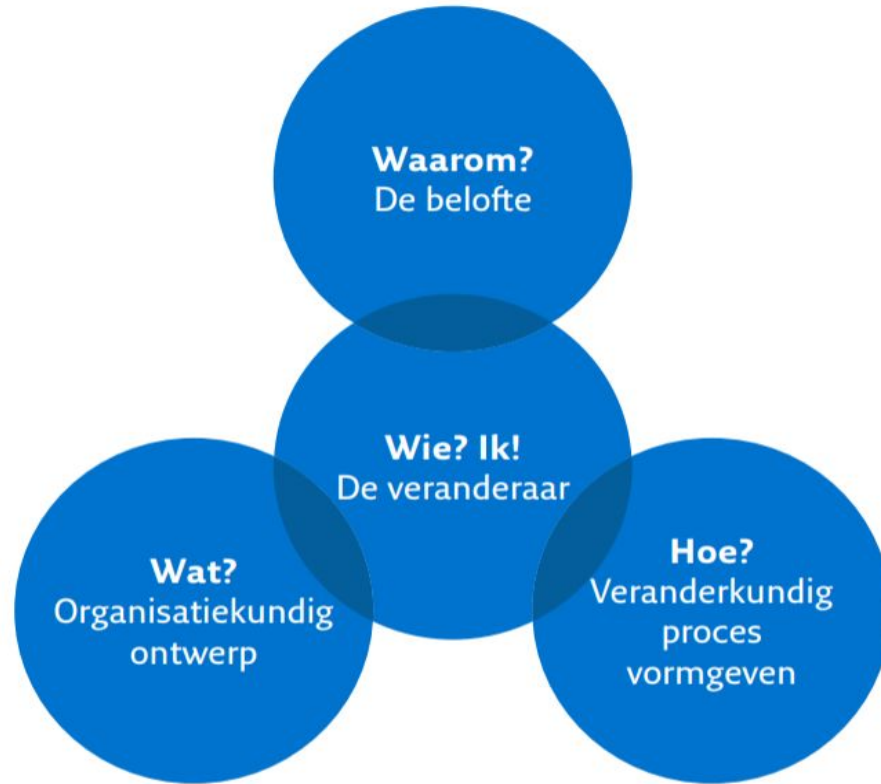 Waarom?
De belofte
Wie? Ik!
De veranderaar
Wat?
Organisatiekundig
ontwerp
Hoe?
Veranderkundig
proces
vormgeven